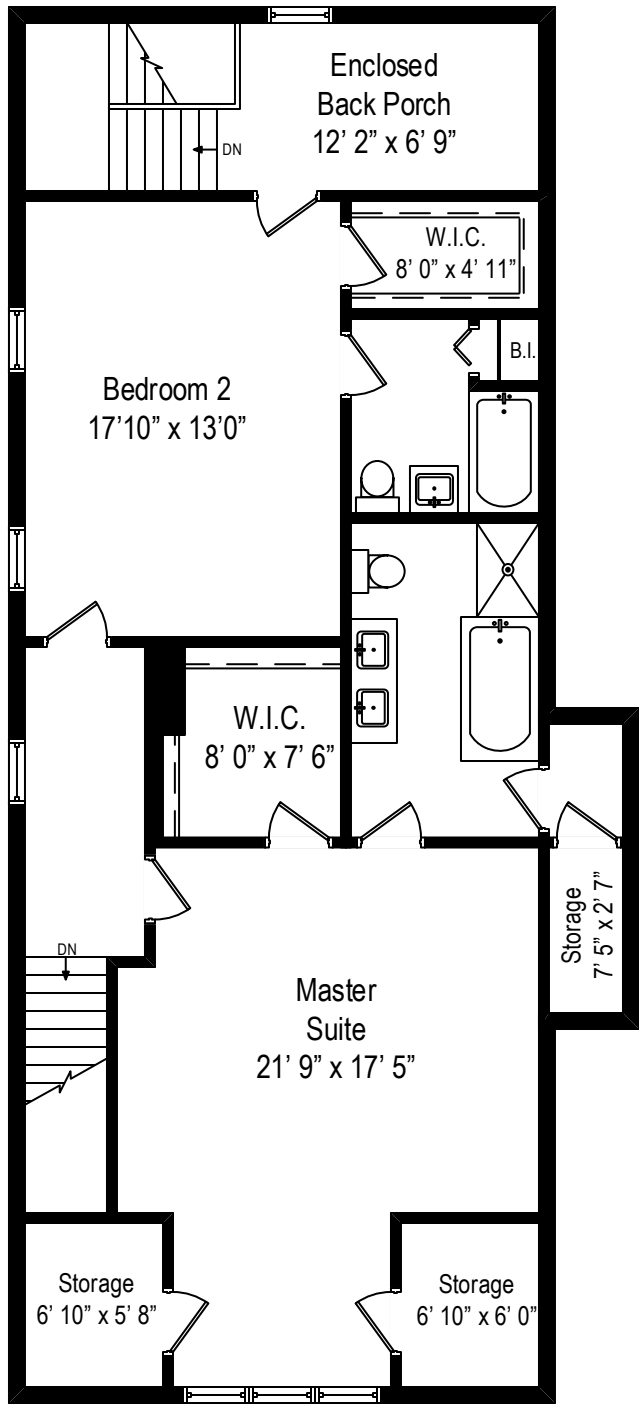 Enclosed
Back Porch
12’ 2” x 6’ 9”
DN
W.I.C.
8’ 0” x 4’ 11”
B.I.
Bedroom 2
17’10” x 13’0”
W.I.C.
8’ 0” x 7’ 6”
Storage
7’ 5” x 2’ 7”
DN
Master
Suite
21’ 9” x 17’ 5”
Storage
6’ 10” x 5’ 8”
Storage
6’ 10” x 6’ 0”